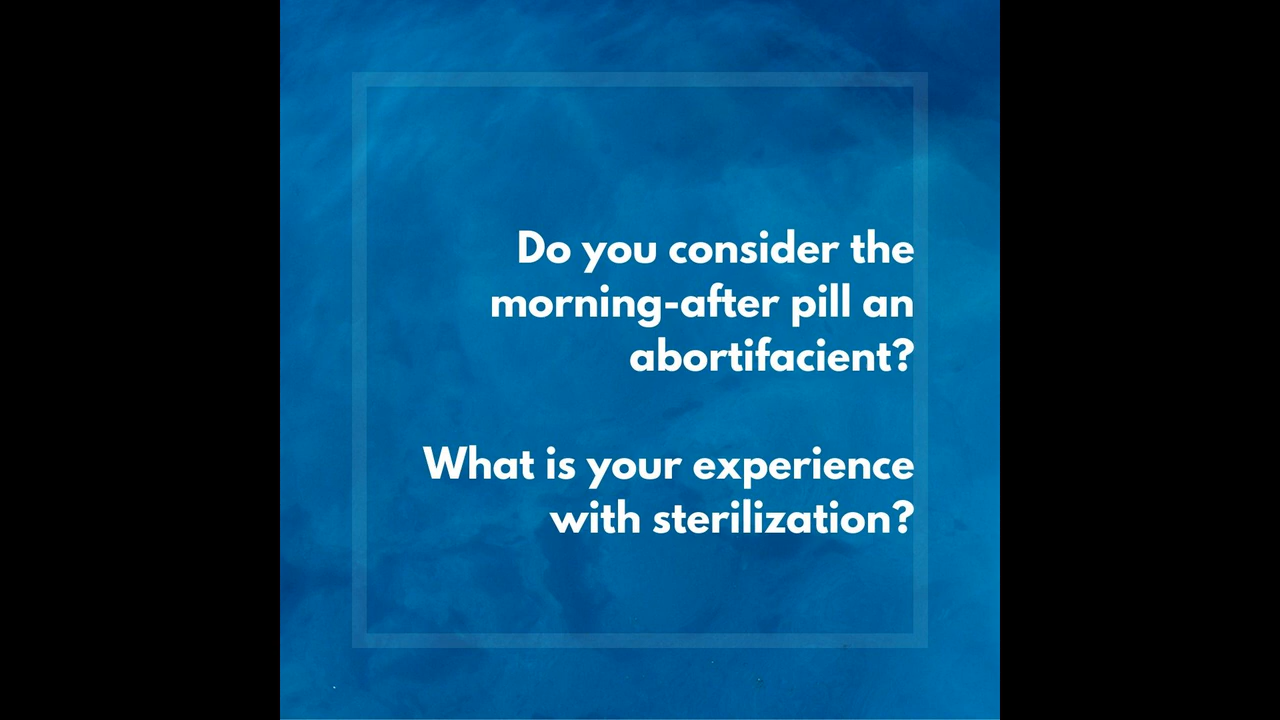 Do you consider the
morning-after pill an
abortifacient?
What is your experience
with sterilization?